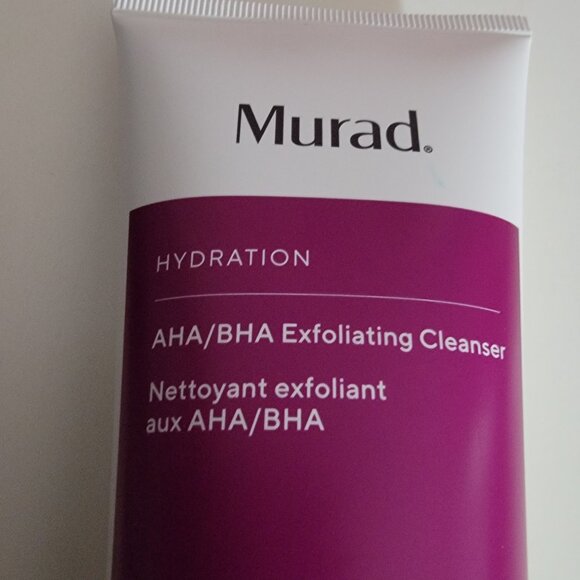 Murad®
HYDRATION
AHA/BHA Exfoliating Cleanser
Nettoyant exfoliant
aux AHA/BHA